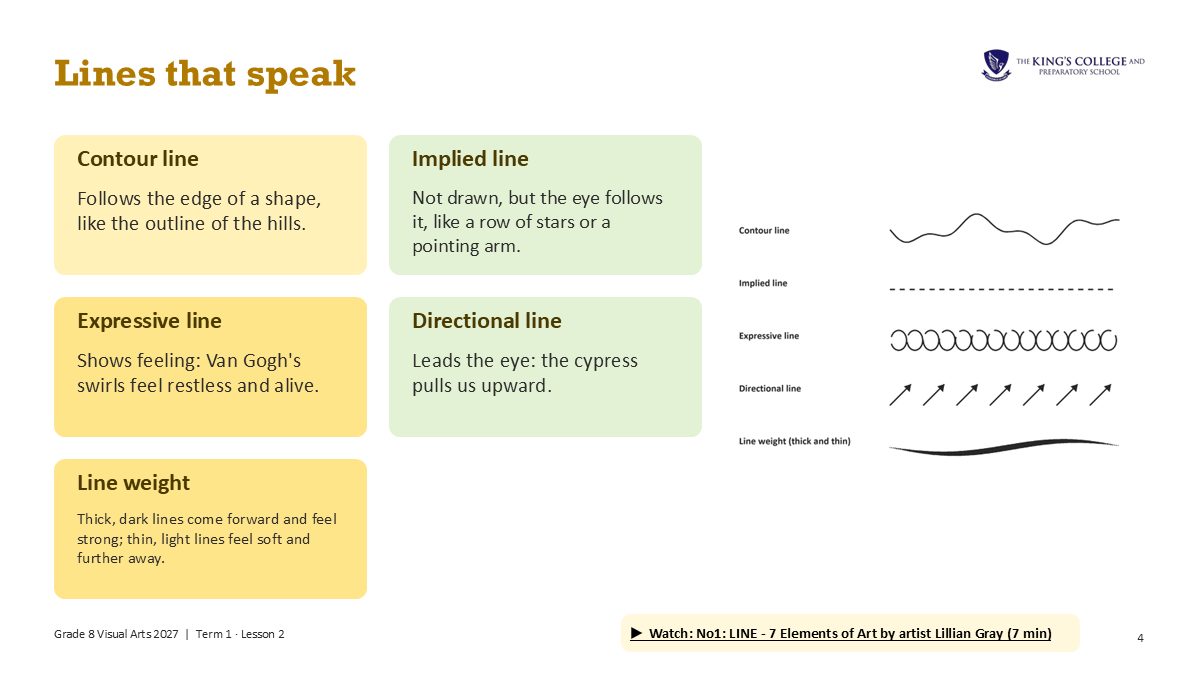 Lines that speak
THE KING'S COLLEGE AND
PREPARATORY SCHOOL
Contour line
Follows the edge of a shape,
like the outline of the hills.
Implied line
Not drawn, but the eye follows
it, like a row of stars or a
pointing arm.
Expressive line
Shows feeling: Van Gogh's
swirls feel restless and alive.
Directional line
Leads the eye: the cypress
pulls us upward.
Line weight
Thick, dark lines come forward and feel
strong; thin, light lines feel soft and
further away.
Contour line
Implied line
Expressive line
Directional line
Line weight (thick and thin)
Grade 8 Visual Arts 2027 | Term 1 · Lesson 2
▶ Watch: No1: LINE - 7 Elements of Art by artist Lillian Gray (7 min)
4